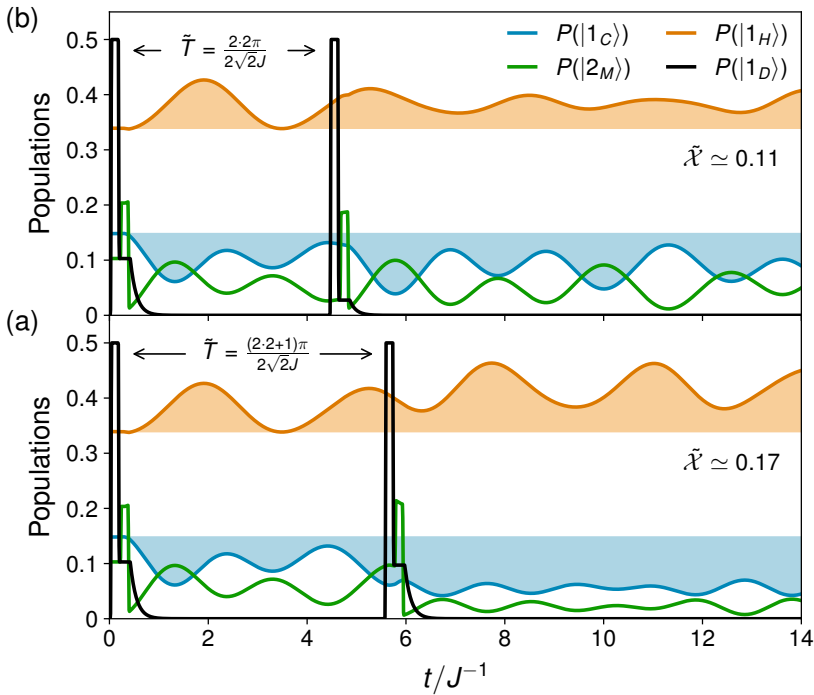 (b)
T̃ = 2·2π / 2√2J
P(|1_C⟩) P(|1_H⟩)
P(|2_M⟩) P(|1_D⟩)
𝒳̃ ≃ 0.11
Populations
0.5
0.4
0.3
0.2
0.1
0
(a)
T̃ = (2·2+1)π / 2√2J
𝒳̃ ≃ 0.17
Populations
0.5
0.4
0.3
0.2
0.1
0
0 2 4 6 8 10 12 14
t/J⁻¹